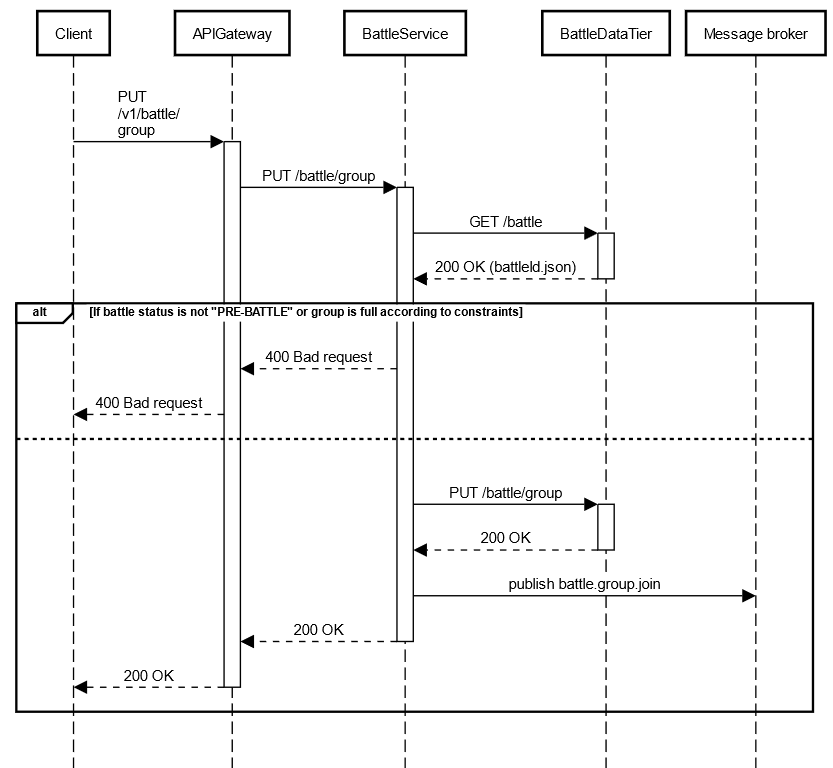 Client
APIGateway
BattleService
BattleDataTier
Message broker
PUT
/v1/battle/
group
PUT /battle/group
GET /battle
200 OK (battleId.json)
alt
[If battle status is not "PRE-BATTLE" or group is full according to constraints]
400 Bad request
400 Bad request
PUT /battle/group
200 OK
publish battle.group.join
200 OK
200 OK